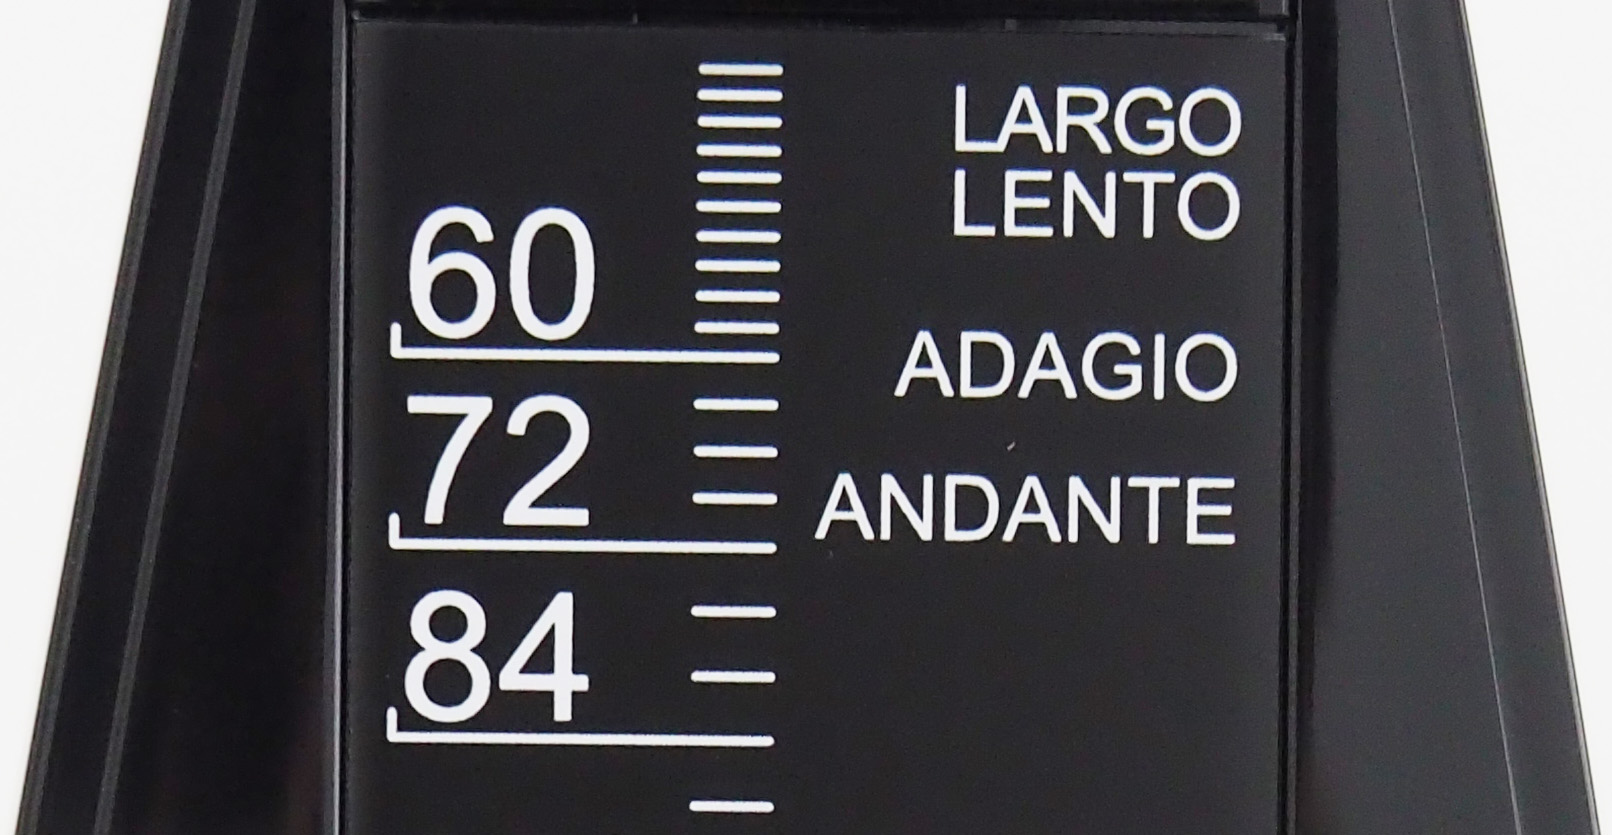 LARGO
LENTO
60
ADAGIO
72
ANDANTE
84